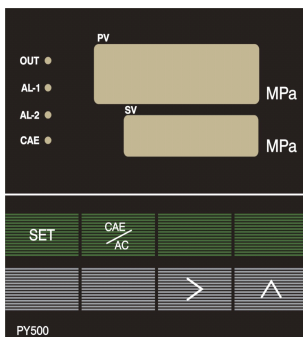 PV
OUT
AL-1
MPa
AL-2
SV
CAE
MPa
SET
CAE
AC
> ∧
PY500